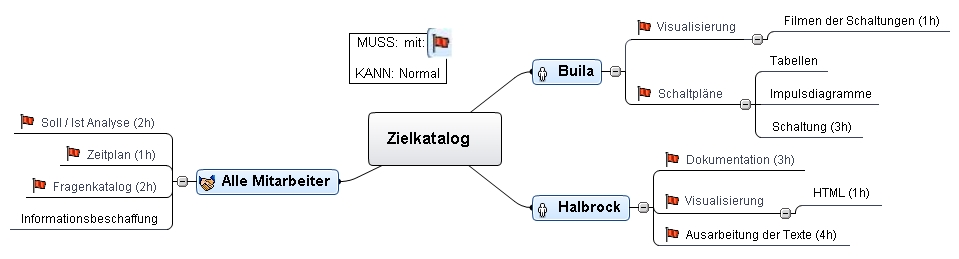 MUSS: mit:
KANN: Normal
Zielkatalog
Buila
Visualisierung
Filmen der Schaltungen (1h)
Schaltpläne
Tabellen
Impulsdiagramme
Schaltung (3h)
Halbrock
Dokumentation (3h)
Visualisierung
HTML (1h)
Ausarbeitung der Texte (4h)
Alle Mitarbeiter
Soll / Ist Analyse (2h)
Zeitplan (1h)
Fragenkatalog (2h)
Informationsbeschaffung